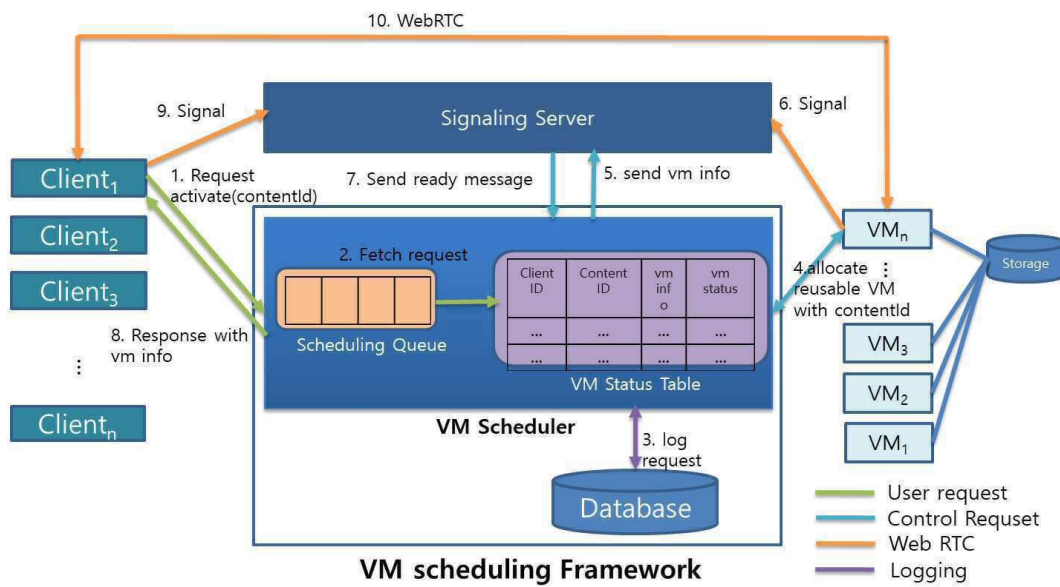 10. WebRTC
9. Signal
Signaling Server
6. Signal
Client1
1. Request
activate(contentId)
7. Send ready message
5. send vm info
Client2
Client3
2. Fetch request
Client
ID
Content
ID
vm
inf
o
vm
status
... ... ... ...
... ... ... ...
Scheduling Queue
VM Status Table
VMn
Storage
4.allocate
reusable VM
with contentId
⋮
VM3
VM2
VM1
8. Response with
vm info
⋮
Clientn
VM Scheduler
3. log
request
Database
VM scheduling Framework
User request
Control Requset
Web RTC
Logging